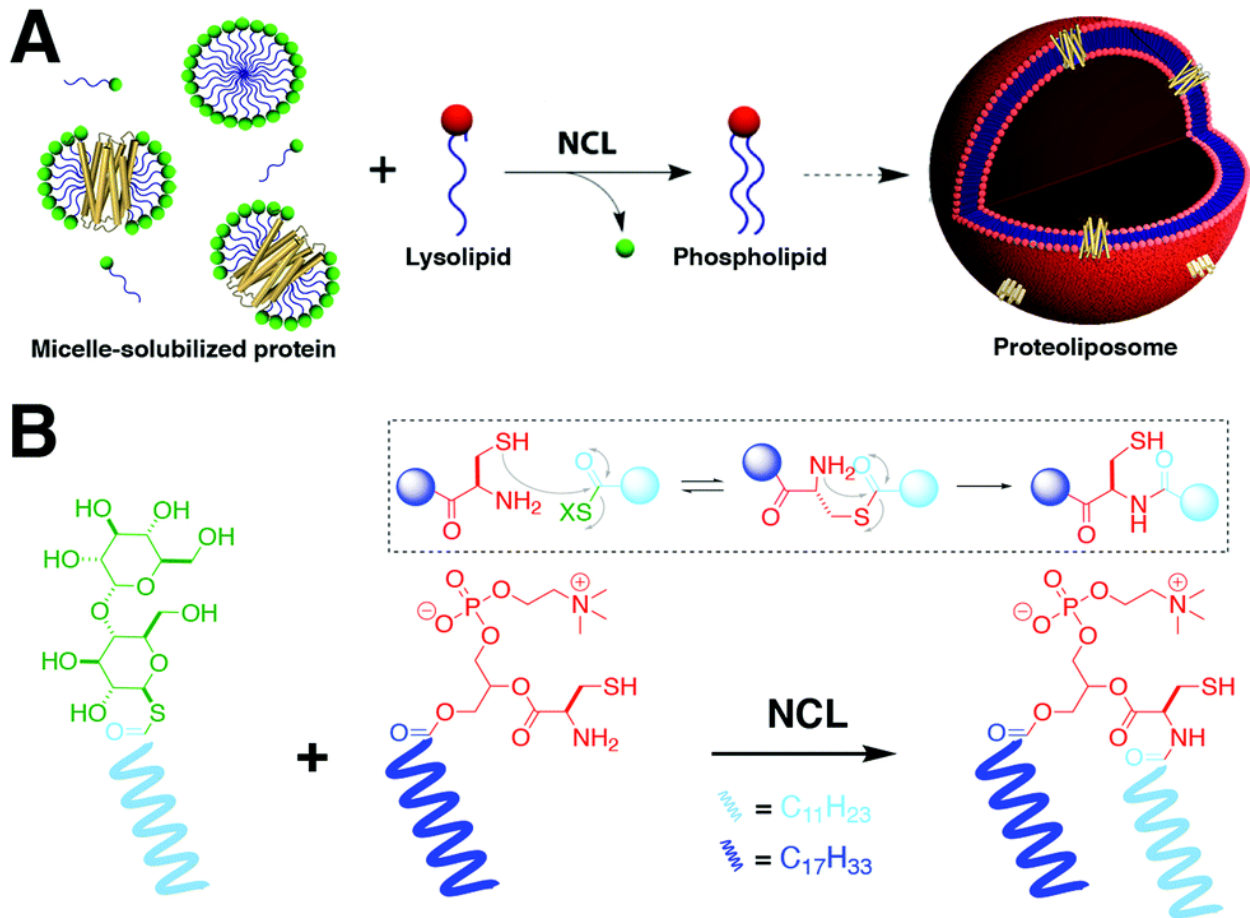 A
NCL
+
Lysolipid
Phospholipid
Micelle-solubilized protein
Proteoliposome
B
SH
O
NH₂
O
XS
NH₂
O
O
S
SH
O
O
N
H
OH
OH
HO
OH
HO
O
O
OH
HO
O
HO
S
O
O
P
⊖O
O
O
N⊕
O
O
SH
O
O
NH₂
+
NCL
= C₁₁H₂₃
= C₁₇H₃₃
O
P
⊖O
O
O
N⊕
O
O
SH
O
O
NH
O